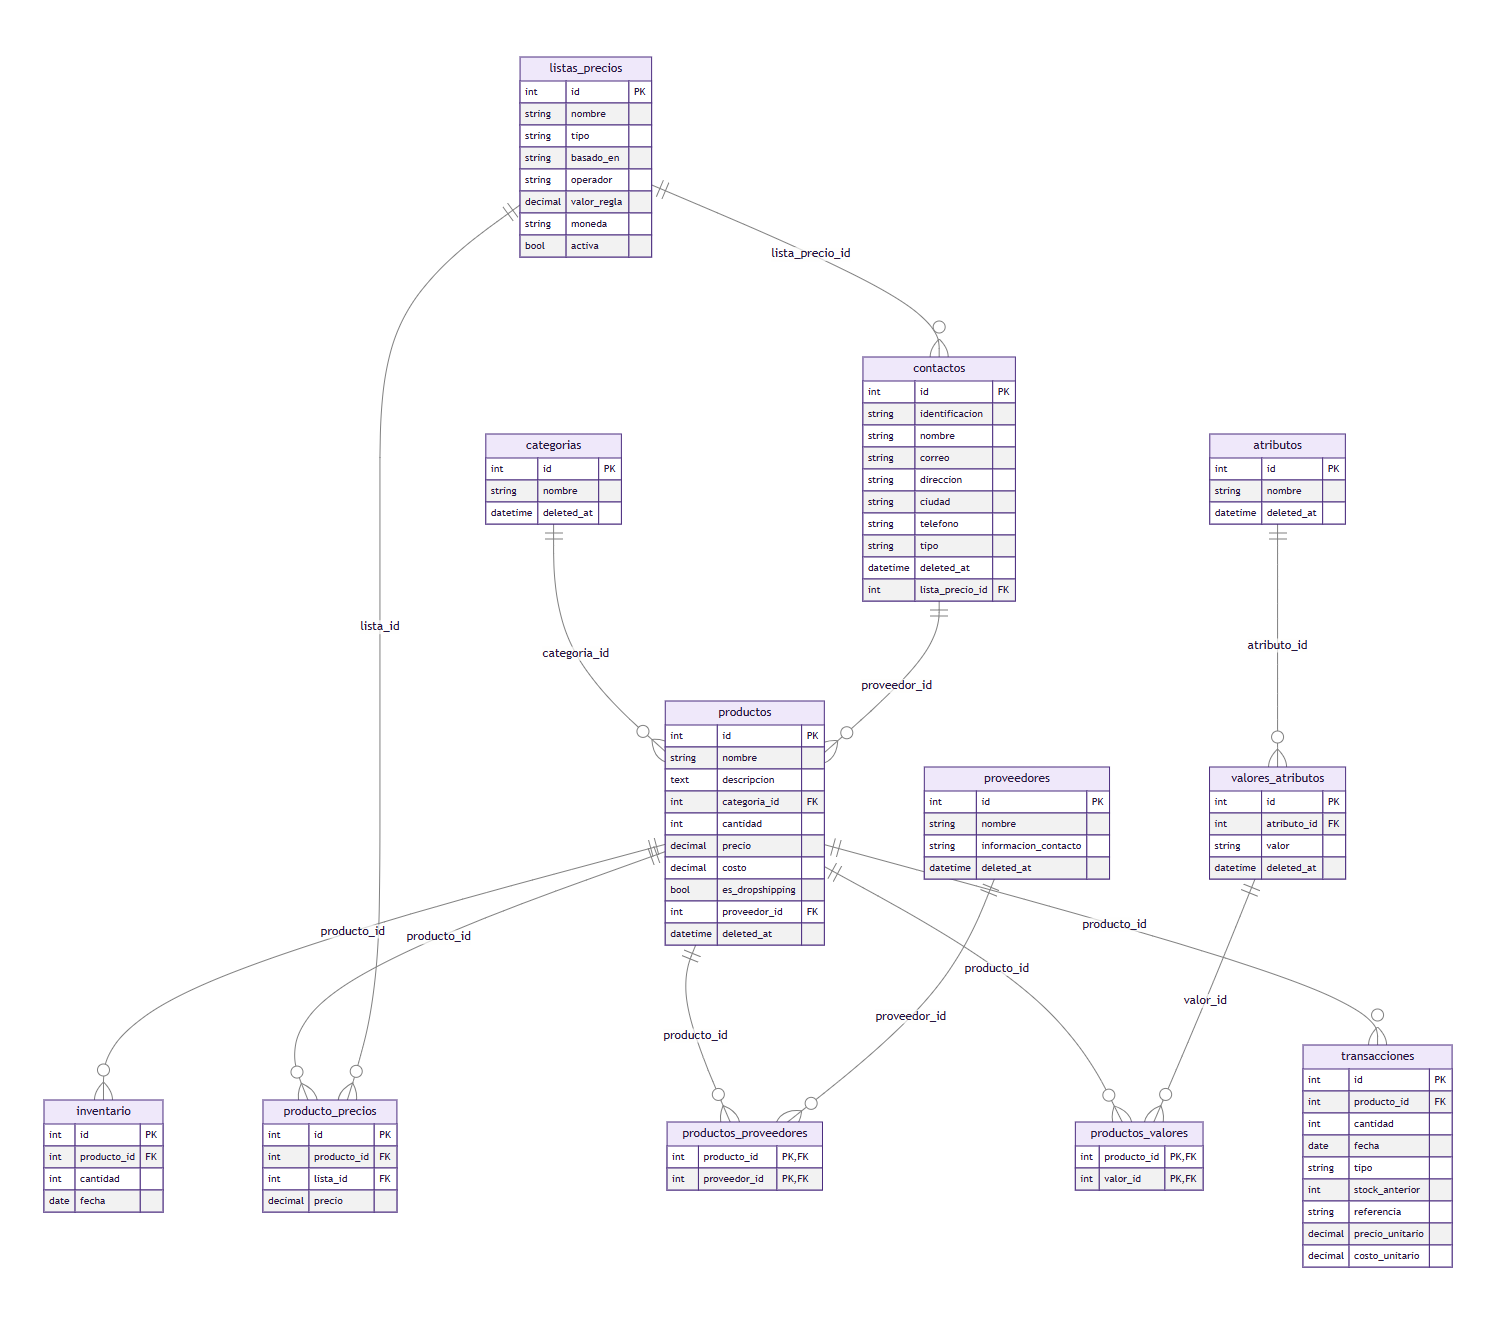 listas_precios
int id PK
string nombre
string tipo
string basado_en
string operador
decimal valor_regla
string moneda
bool activa
lista_precio_id
contactos
int id PK
string identificacion
string nombre
string correo
string direccion
string ciudad
string telefono
string tipo
datetime deleted_at
int lista_precio_id FK
categorias
int id PK
string nombre
datetime deleted_at
atributos
int id PK
string nombre
datetime deleted_at
lista_id
categoria_id
proveedor_id
atributo_id
productos
int id PK
string nombre
text descripcion
int categoria_id FK
int cantidad
decimal precio
decimal costo
bool es_dropshipping
int proveedor_id FK
datetime deleted_at
proveedores
int id PK
string nombre
string informacion_contacto
datetime deleted_at
valores_atributos
int id PK
int atributo_id FK
string valor
datetime deleted_at
producto_id
producto_id
producto_id
producto_id
producto_id
proveedor_id
valor_id
inventario
int id PK
int producto_id FK
int cantidad
date fecha
producto_precios
int id PK
int producto_id FK
int lista_id FK
decimal precio
productos_proveedores
int producto_id PK,FK
int proveedor_id PK,FK
productos_valores
int producto_id PK,FK
int valor_id PK,FK
transacciones
int id PK
int producto_id FK
int cantidad
date fecha
string tipo
int stock_anterior
string referencia
decimal precio_unitario
decimal costo_unitario